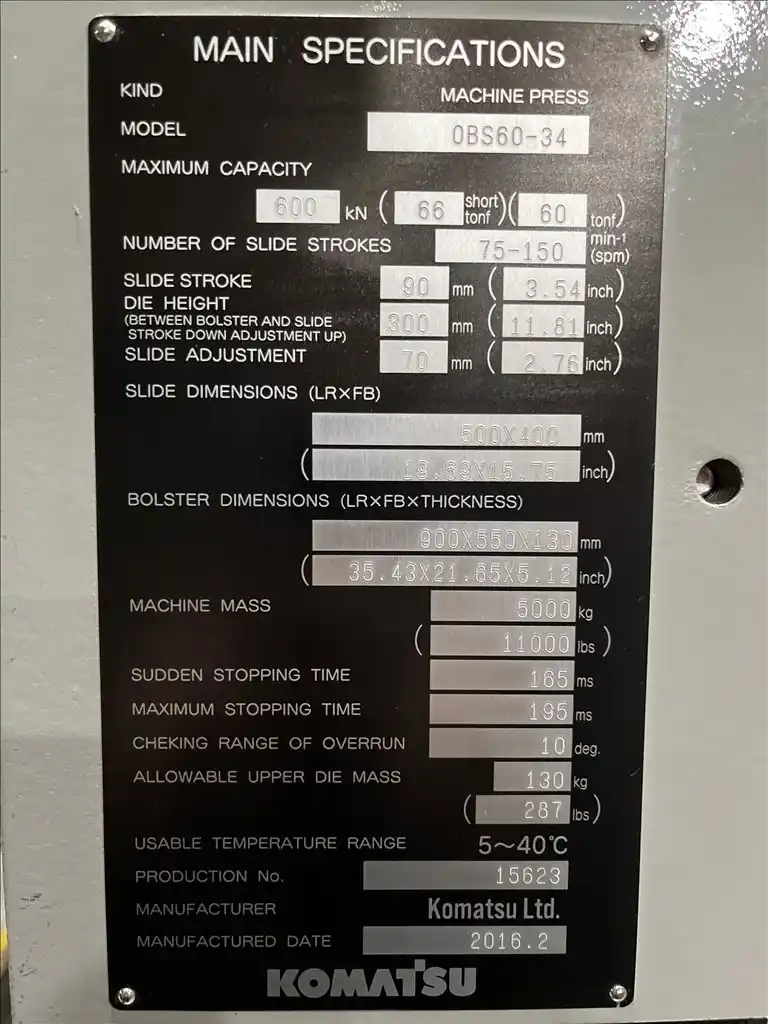 MAIN SPECIFICATIONS
KIND MACHINE PRESS
MODEL OBS60-34
MAXIMUM CAPACITY
600 kN ( 66 short tonf )( 60 tonf )
NUMBER OF SLIDE STROKES 75-150 min-1 (spm)
SLIDE STROKE 90 mm ( 3.54 inch)
DIE HEIGHT
(BETWEEN BOLSTER AND SLIDE 300 mm ( 11.81 inch)
STROKE DOWN ADJUSTMENT UP)
SLIDE ADJUSTMENT 70 mm ( 2.76 inch)
SLIDE DIMENSIONS (LR×FB)
500X400 mm
( 19.69X15.75 inch)
BOLSTER DIMENSIONS (LR×FB×THICKNESS)
900X550X130 mm
( 35.43X21.65X5.12 inch)
MACHINE MASS 5000 kg
( 11000 lbs )
SUDDEN STOPPING TIME 165 ms
MAXIMUM STOPPING TIME 195 ms
CHEKING RANGE OF OVERRUN 10 deg.
ALLOWABLE UPPER DIE MASS 130 kg
( 287 lbs )
USABLE TEMPERATURE RANGE 5～40℃
PRODUCTION No. 15623
MANUFACTURER Komatsu Ltd.
MANUFACTURED DATE 2016.2
KOMATSU